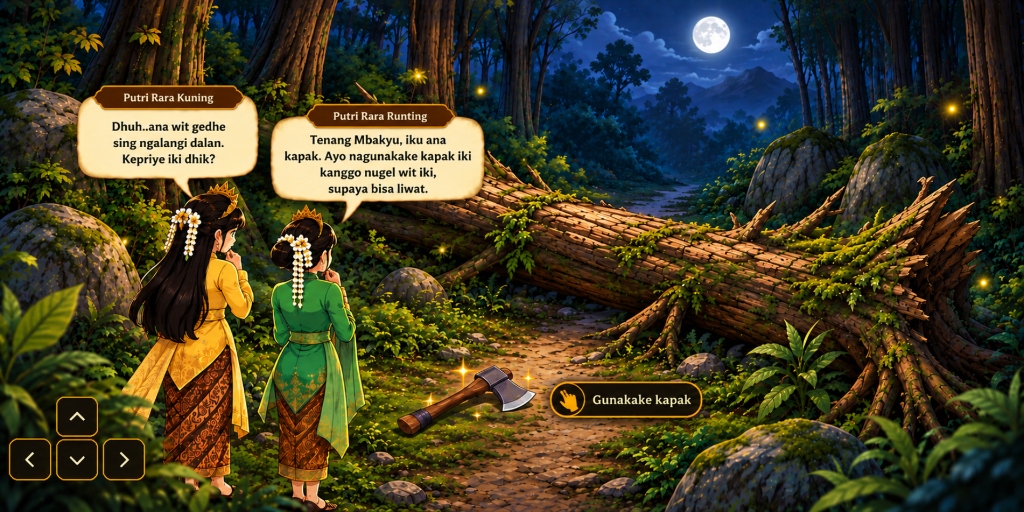 Putri Rara Kuning
Dhuh..ana wit gedhe
sing ngalangi dalan.
Kepriye iki dhik?
Putri Rara Runting
Tenang Mbakyu, iku ana
kapak. Ayo nagunakake kapak iki
kanggo nugel wit iki,
supaya bisa liwat.
Gunakake kapak